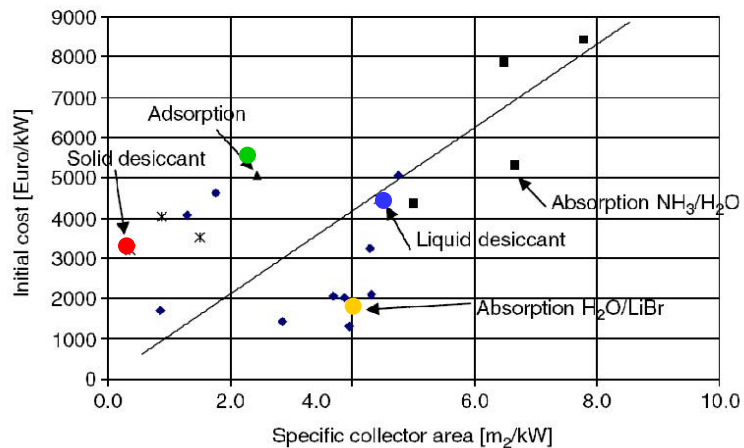 9000
8000
7000
6000
5000
4000
3000
2000
1000
0
Initial cost [Euro/kW]
Adsorption
Solid desiccant
Absorption NH3/H2O
Liquid desiccant
Absorption H2O/LiBr
0.0 2.0 4.0 6.0 8.0 10.0
Specific collector area [m2/kW]